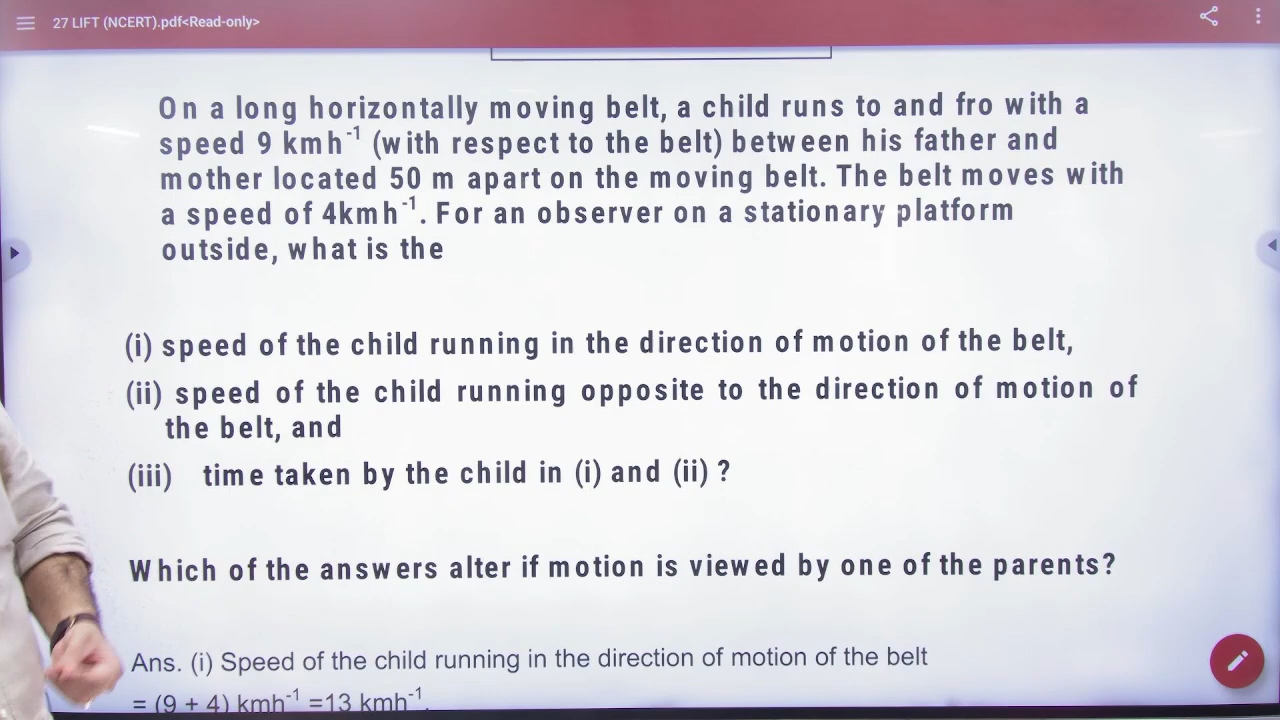 27 LIFT (NCERT).pdf<Read-only>
On a long horizontally moving belt, a child runs to and fro with a
speed 9 kmh⁻¹ (with respect to the belt) between his father and
mother located 50 m apart on the moving belt. The belt moves with
a speed of 4kmh⁻¹. For an observer on a stationary platform
outside, what is the
(i) speed of the child running in the direction of motion of the belt,
(ii) speed of the child running opposite to the direction of motion of
the belt, and
(iii) time taken by the child in (i) and (ii) ?
Which of the answers alter if motion is viewed by one of the parents?
Ans. (i) Speed of the child running in the direction of motion of the belt
= (9 + 4) kmh⁻¹ =13 kmh⁻¹.